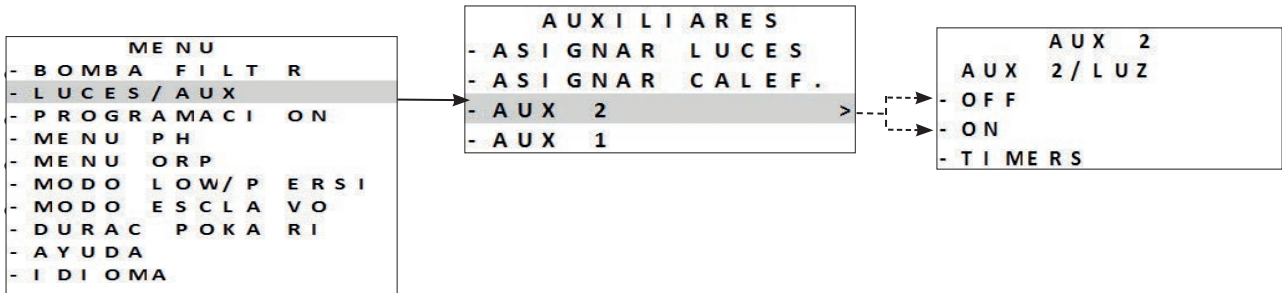 MENU
- BOMBA FILTR
- LUCES/AUX
- PROGRAMACION
- MENU PH
- MENU ORP
- MODO LOW/PERSI
- MODO ESCLAVO
- DURAC POKARI
- AYUDA
- IDIOMA
AUXILIARES
- ASIGNAR LUCES
- ASIGNAR CALEF.
- AUX 2 >
- AUX 1
AUX 2
AUX 2/LUZ
- OFF
- ON
- TIMERS